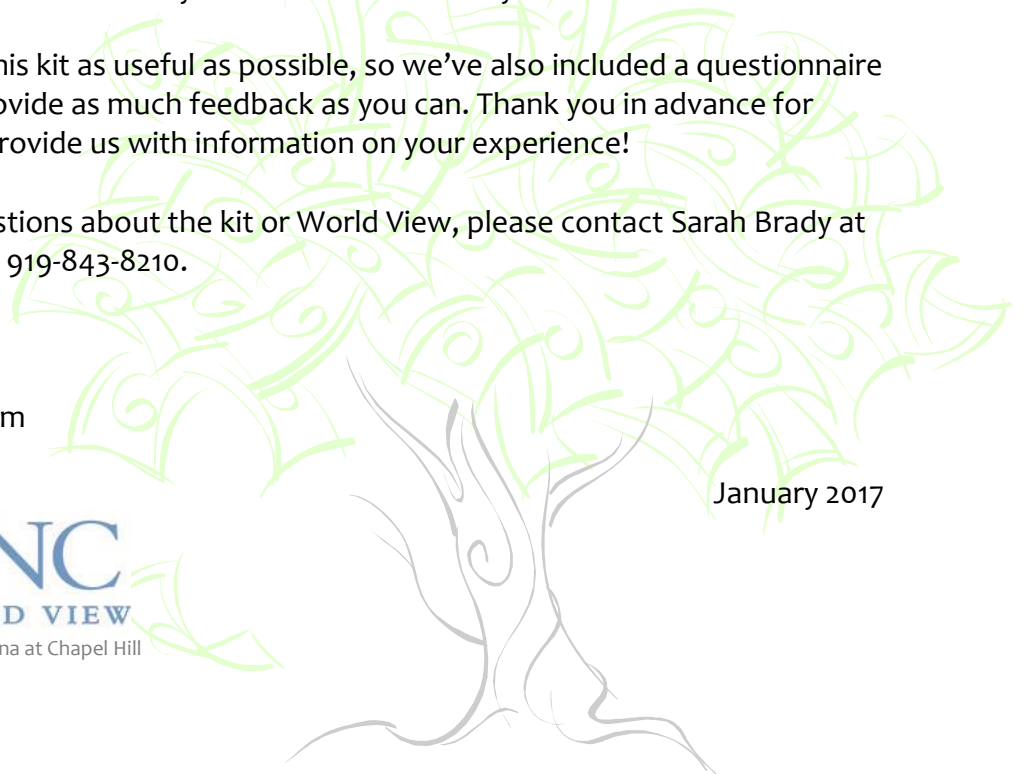 his kit as useful as possible, so we've also included a questionnaire
ovide as much feedback as you can. Thank you in advance for
provide us with information on your experience!
stions about the kit or World View, please contact Sarah Brady at
919-843-8210.
m
January 2017
NC
D VIEW
na at Chapel Hill